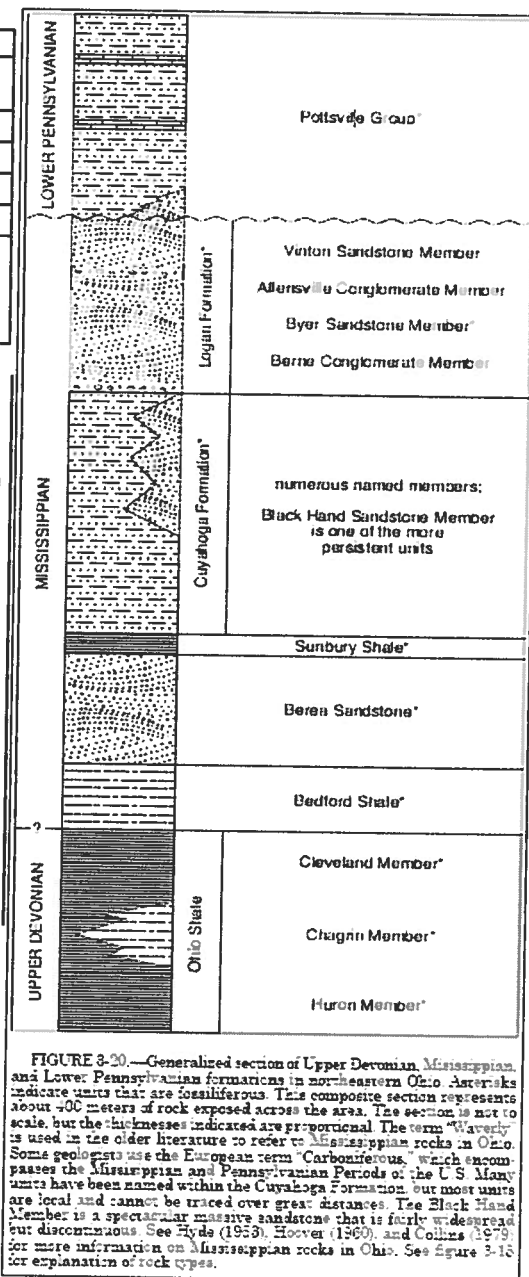 LOWER PENNSYLVANIAN
Pottsville Group*
MISSISSIPPIAN
Logan Formation*
Vinton Sandstone Member
Allensville Conglomerate Member
Byer Sandstone Member*
Berne Conglomerate Member
Cuyahoga Formation*
numerous named members;
Black Hand Sandstone Member
is one of the more
persistent units
Sunbury Shale*
Berea Sandstone*
Bedford Shale*
?
UPPER DEVONIAN
Ohio Shale
Cleveland Member*
Chagrin Member*
Huron Member*
FIGURE 3-20.—Generalized section of Upper Devonian, Mississippian,
and Lower Pennsylvanian formations in northeastern Ohio. Asterisks
indicate units that are fossiliferous. This composite section represents
about 400 meters of rock exposed across the area. The section is not to
scale, but the thicknesses indicated are proportional. The term "Waverly"
is used in the older literature to refer to Mississippian rocks in Ohio.
Some geologists use the European term "Carboniferous," which encom-
passes the Mississippian and Pennsylvanian Periods of the U.S. Many
units have been named within the Cuyahoga Formation, but most units
are local and cannot be traced over great distances. The Black Hand
Member is a spectacular massive sandstone that is fairly widespread
but discontinuous. See Hyde (1953), Hoover (1960), and Collins (1979)
for more information on Mississippian rocks in Ohio. See figure
for explanation of rock types.